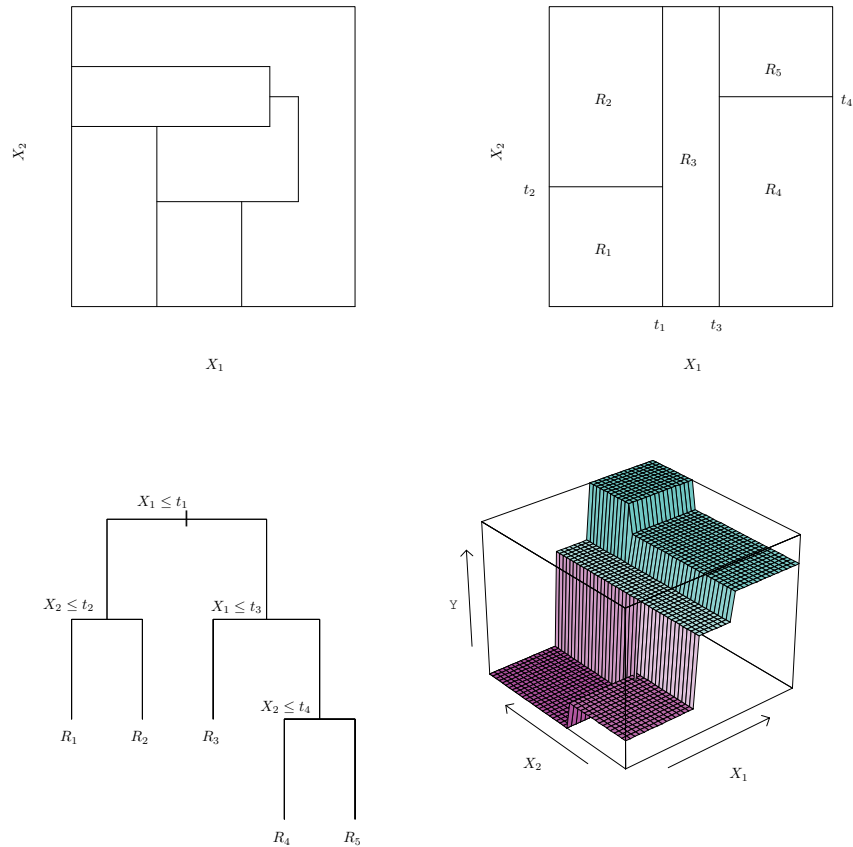 X₂
X₁
R₂
R₅
t₄
X₂
R₃
t₂
R₄
R₁
t₁
t₃
X₁
X₁ ≤ t₁
X₂ ≤ t₂
X₁ ≤ t₃
X₂ ≤ t₄
R₁
R₂
R₃
R₄
R₅
Y
X₂
X₁